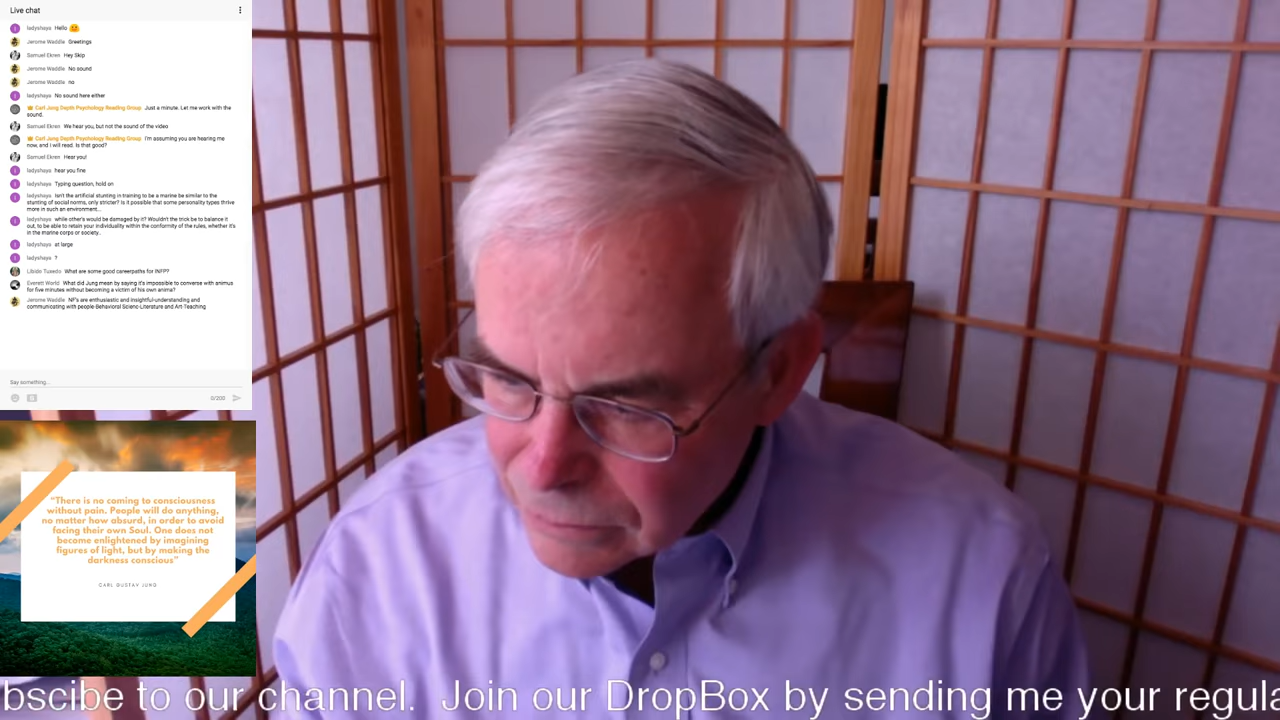 Live chat
ladyshaya Hello
Jerome Waddle Greetings
Samuel Ekren Hey Skip
Jerome Waddle No sound
Jerome Waddle no
ladyshaya No sound here either
Carl Jung Depth Psychology Reading Group Just a minute. Let me work with the
sound.
Samuel Ekren We hear you, but not the sound of the video
Carl Jung Depth Psychology Reading Group I'm assuming you are hearing me
now, and I will read. Is that good?
Samuel Ekren Hear you!
ladyshaya hear you fine
ladyshaya Typing question, hold on
ladyshaya Isn't the artificial stunting in training to be a marine be similar to the
stunting of social norms, only stricter? Is it possible that some personality types thrive
more in such an environment...
ladyshaya while other's would be damaged by it? Wouldn't the trick be to balance it
out, to be able to retain your individuality within the conformity of the rules, whether it's
in the marine corps or society..
ladyshaya at large
ladyshaya ?
Libido Tuxedo What are some good careerpaths for INFP?
Everett World What did Jung mean by saying it's impossible to converse with animus
for five minutes without becoming a victim of his own anima?
Jerome Waddle NF's are enthusiastic and insightful-understanding and
communicating with people-Behavioral Scienc-Literature and Art-Teaching
Say something...
0/200
"There is no coming to consciousness
without pain. People will do anything,
no matter how absurd, in order to avoid
facing their own Soul. One does not
become enlightened by imagining
figures of light, but by making the
darkness conscious"
CARL GUSTAV JUNG
bscibe to our channel. Join our DropBox by sending me your regula